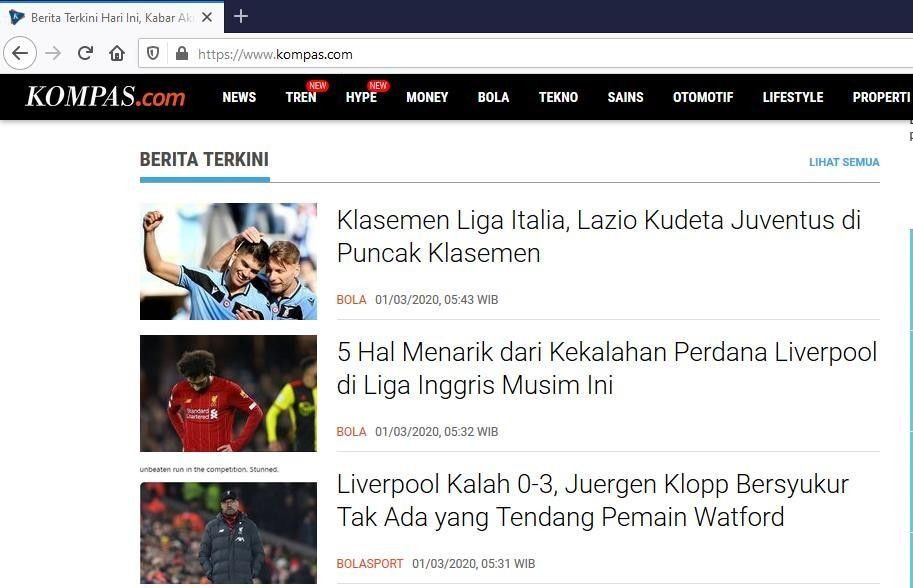 Berita Terkini Hari Ini, Kabar Ak
https://www.kompas.com
KOMPAS.com
NEWS TREN NEW HYPE NEW MONEY BOLA TEKNO SAINS OTOMOTIF LIFESTYLE PROPERTI
BERITA TERKINI
LIHAT SEMUA
Klasemen Liga Italia, Lazio Kudeta Juventus di
Puncak Klasemen
BOLA 01/03/2020, 05:43 WIB
Standard
Chartered
5 Hal Menarik dari Kekalahan Perdana Liverpool
di Liga Inggris Musim Ini
BOLA 01/03/2020, 05:32 WIB
unbeaten run in the competition. Stunned.
AXA
Liverpool Kalah 0-3, Juergen Klopp Bersyukur
Tak Ada yang Tendang Pemain Watford
BOLASPORT 01/03/2020, 05:31 WIB